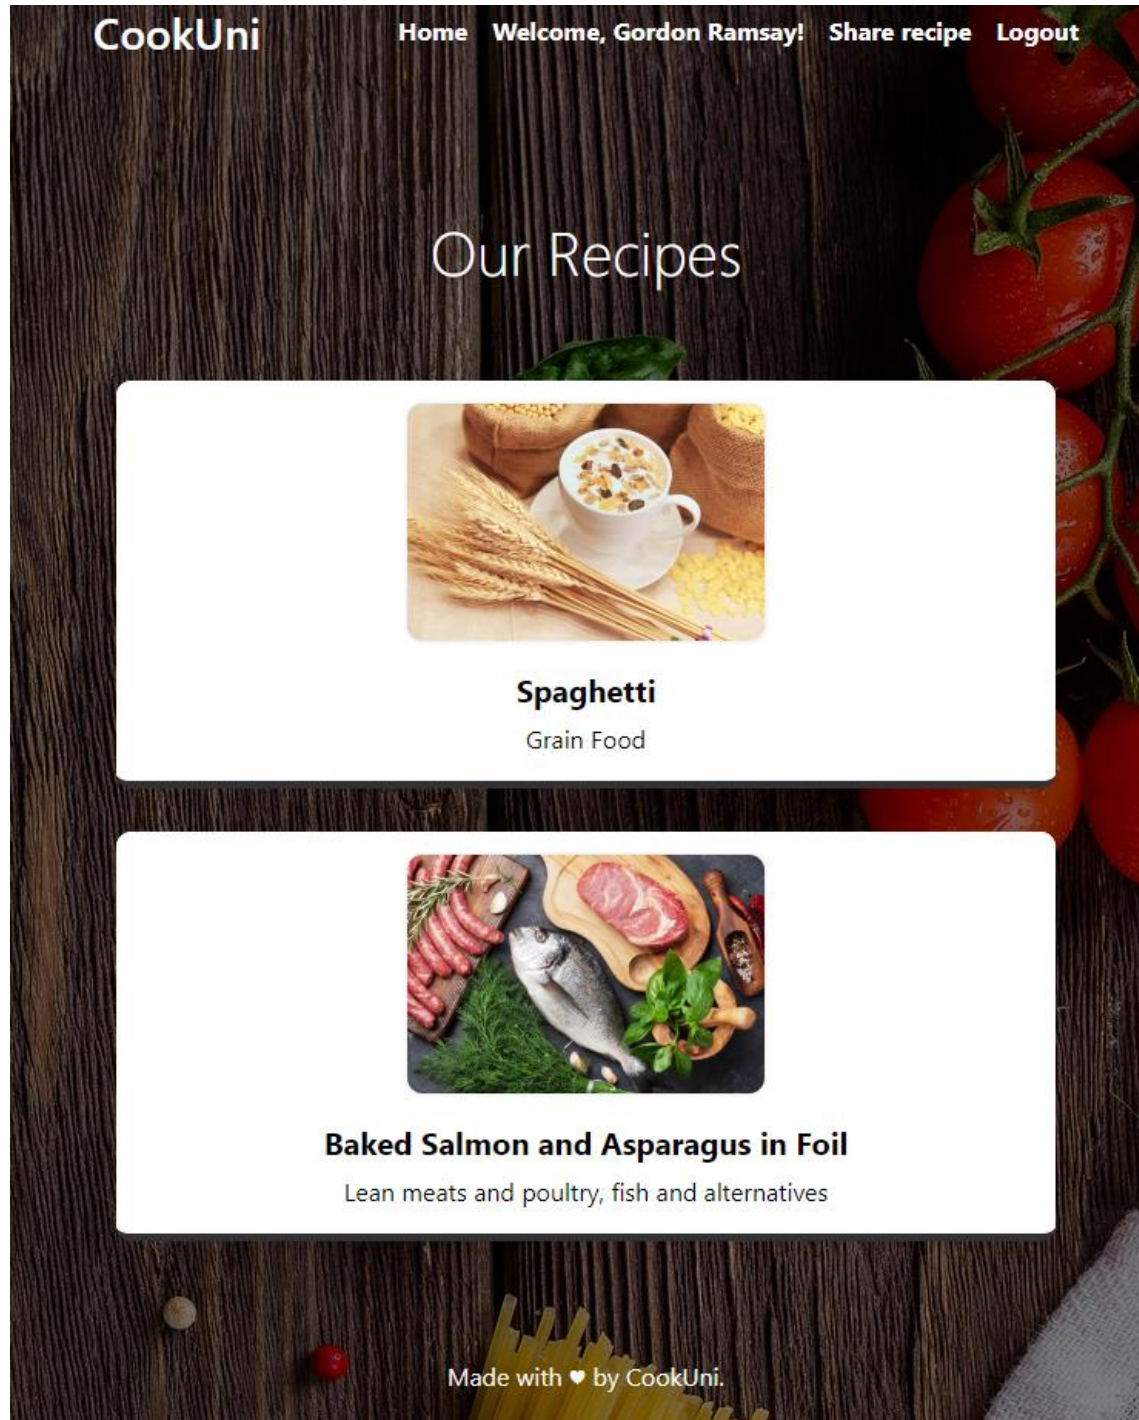 CookUni Home Welcome, Gordon Ramsay! Share recipe Logout
Our Recipes
Spaghetti
Grain Food
Baked Salmon and Asparagus in Foil
Lean meats and poultry, fish and alternatives
Made with ♥ by CookUni.